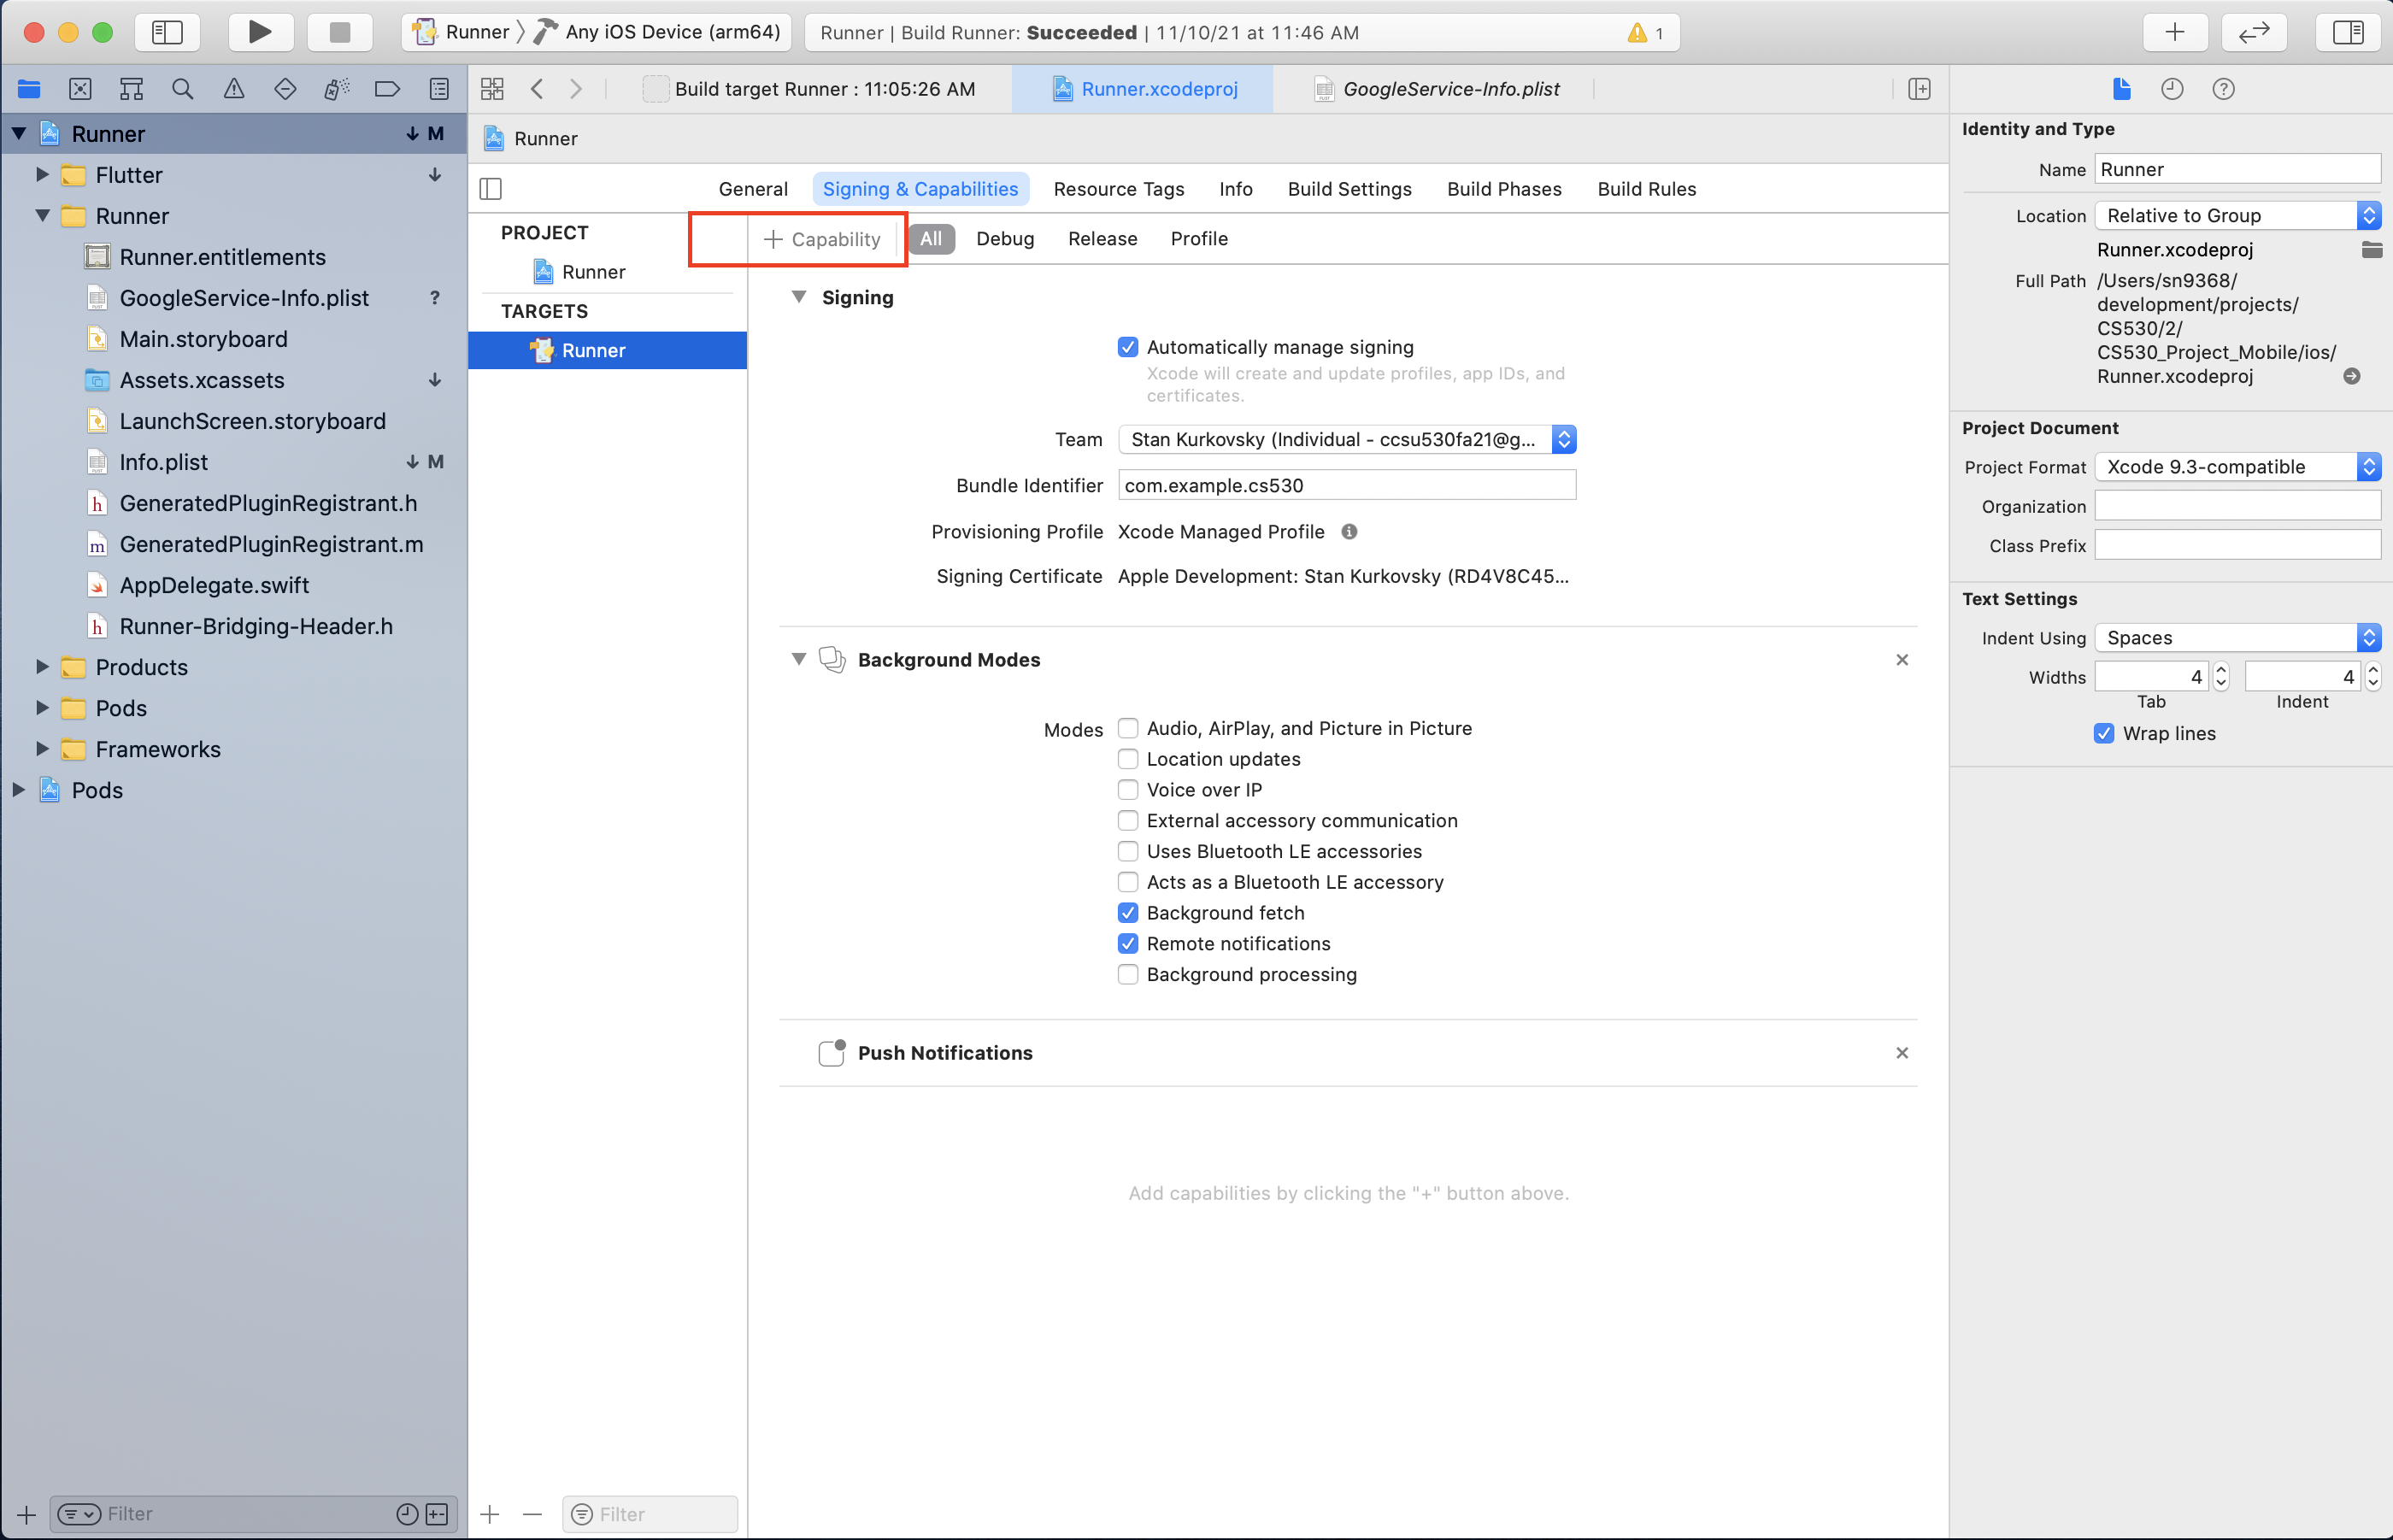 Runner
Any iOS Device (arm64)
Runner | Build Runner: Succeeded | 11/10/21 at 11:46 AM
1
Build target Runner : 11:05:26 AM
Runner.xcodeproj
GoogleService-Info.plist
Runner
M
Flutter
Runner
Runner.entitlements
GoogleService-Info.plist
?
Main.storyboard
Assets.xcassets
LaunchScreen.storyboard
Info.plist
M
GeneratedPluginRegistrant.h
GeneratedPluginRegistrant.m
AppDelegate.swift
Runner-Bridging-Header.h
Products
Pods
Frameworks
Pods
Filter
Runner
General
Signing & Capabilities
Resource Tags
Info
Build Settings
Build Phases
Build Rules
PROJECT
Runner
TARGETS
Runner
Filter
+ Capability
All
Debug
Release
Profile
Signing
Automatically manage signing
Xcode will create and update profiles, app IDs, and
certificates.
Team
Stan Kurkovsky (Individual - ccsu530fa21@g...
Bundle Identifier
com.example.cs530
Provisioning Profile
Xcode Managed Profile
Signing Certificate
Apple Development: Stan Kurkovsky (RD4V8C45...
Background Modes
Modes
Audio, AirPlay, and Picture in Picture
Location updates
Voice over IP
External accessory communication
Uses Bluetooth LE accessories
Acts as a Bluetooth LE accessory
Background fetch
Remote notifications
Background processing
Push Notifications
Add capabilities by clicking the "+" button above.
Identity and Type
Name
Runner
Location
Relative to Group
Runner.xcodeproj
Full Path
/Users/sn9368/
development/projects/
CS530/2/
CS530_Project_Mobile/ios/
Runner.xcodeproj
Project Document
Project Format
Xcode 9.3-compatible
Organization
Class Prefix
Text Settings
Indent Using
Spaces
Widths
4
4
Tab
Indent
Wrap lines